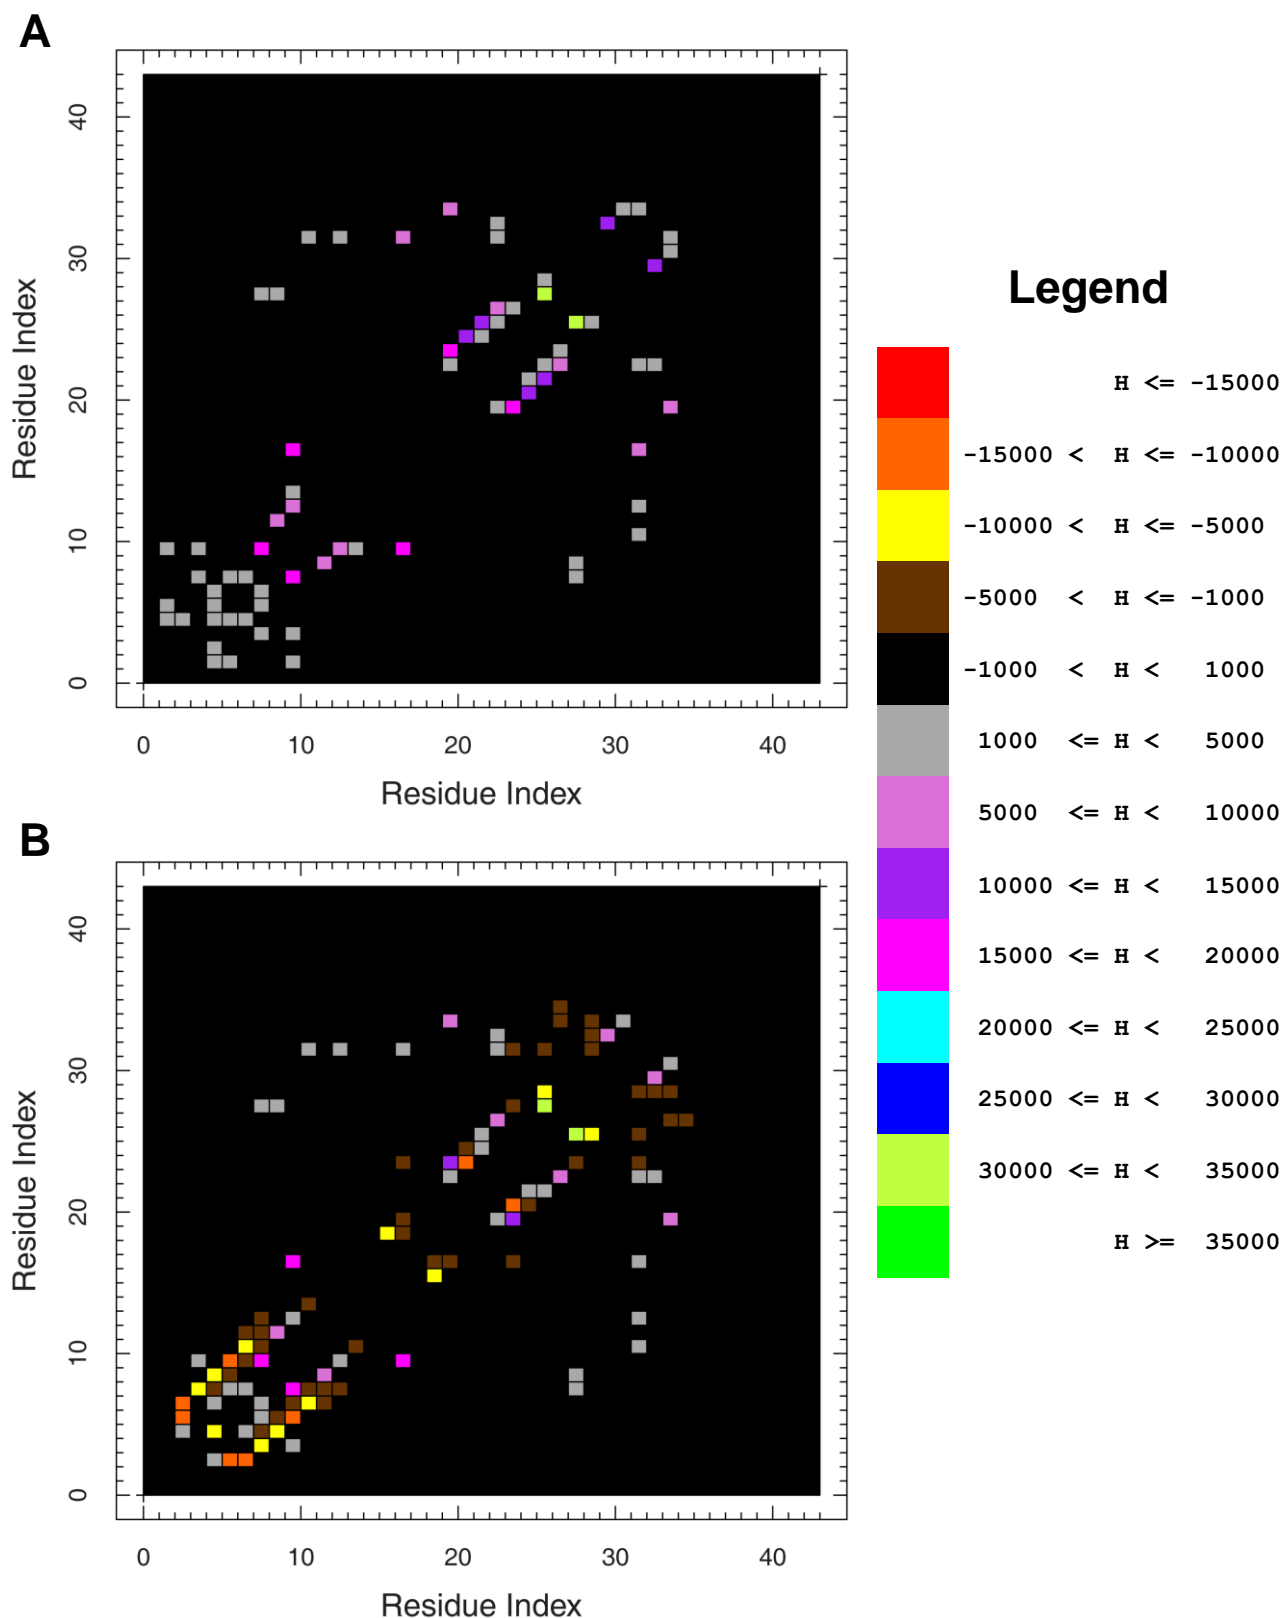 A
40
30
20
10
0
Residue Index
0 10 20 30 40
Residue Index
Legend
H <= -15000
-15000 < H <= -10000
-10000 < H <= -5000
-5000 < H <= -1000
-1000 < H < 1000
1000 <= H < 5000
5000 <= H < 10000
10000 <= H < 15000
15000 <= H < 20000
20000 <= H < 25000
25000 <= H < 30000
30000 <= H < 35000
H >= 35000
B
40
30
20
10
0
Residue Index
0 10 20 30 40
Residue Index